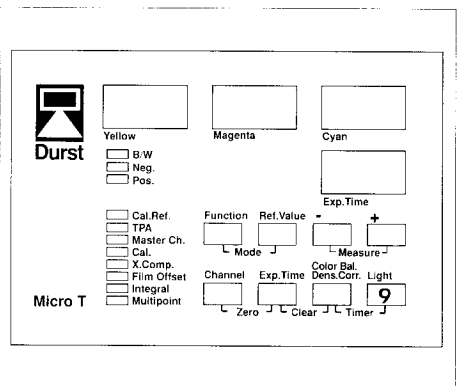 Yellow Magenta Cyan
Durst
B/W
Neg.
Pos.
Exp.Time
Cal.Ref.
TPA
Master Ch.
Cal.
X.Comp.
Film Offset
Integral
Multipoint
Function Ref.Value - +
Mode Measure
Channel Exp.Time Color Bal. Dens.Corr. Light
9
Zero Clear Timer
Micro T